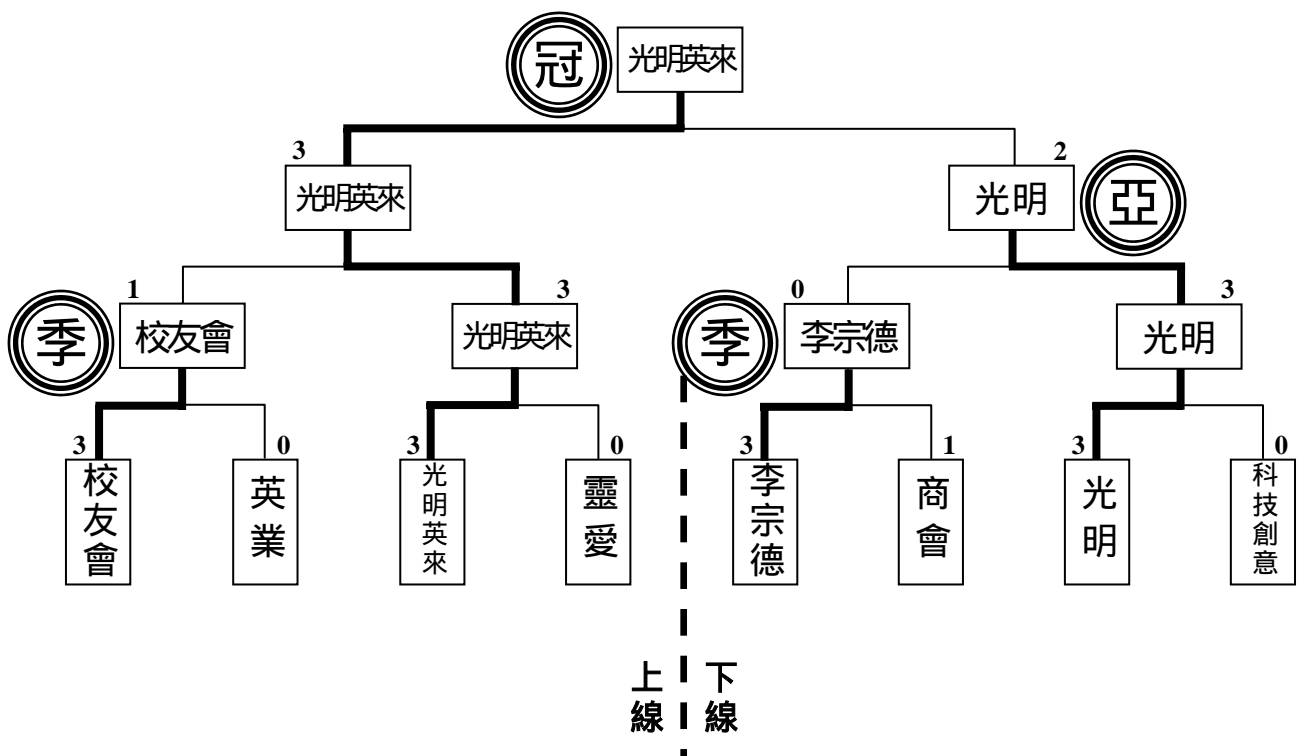 冠
光明英來
3
2
光明英來
光明
亞
1
3
0
3
季
校友會
光明英來
季
李宗德
光明
3
0
3
0
3
1
3
0
校友會
英業
光明英來
靈愛
李宗德
商會
光明
科技創意
上線
下線